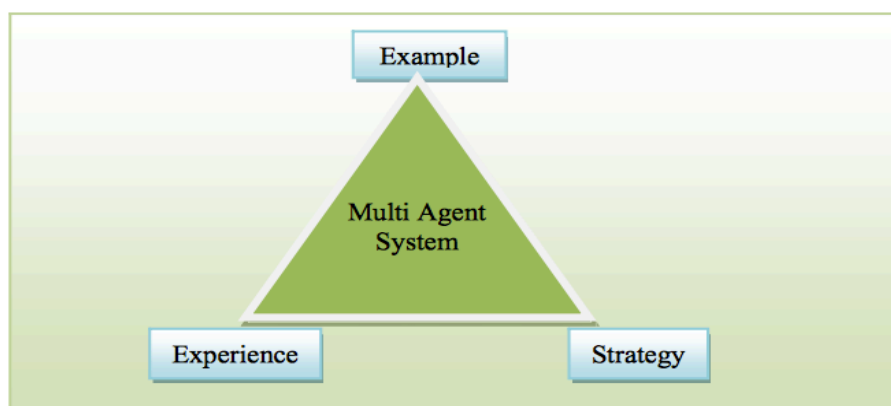 Example
Multi Agent
System
Experience
Strategy